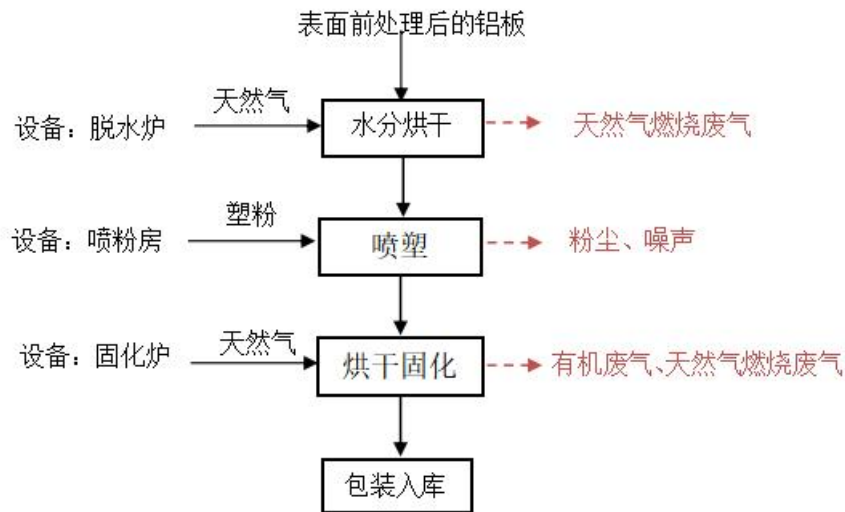 表面前处理后的铝板
设备：脱水炉
天然气
水分烘干
天然气燃烧废气
设备：喷粉房
塑粉
喷塑
粉尘、噪声
设备：固化炉
天然气
烘干固化
有机废气、天然气燃烧废气
包装入库